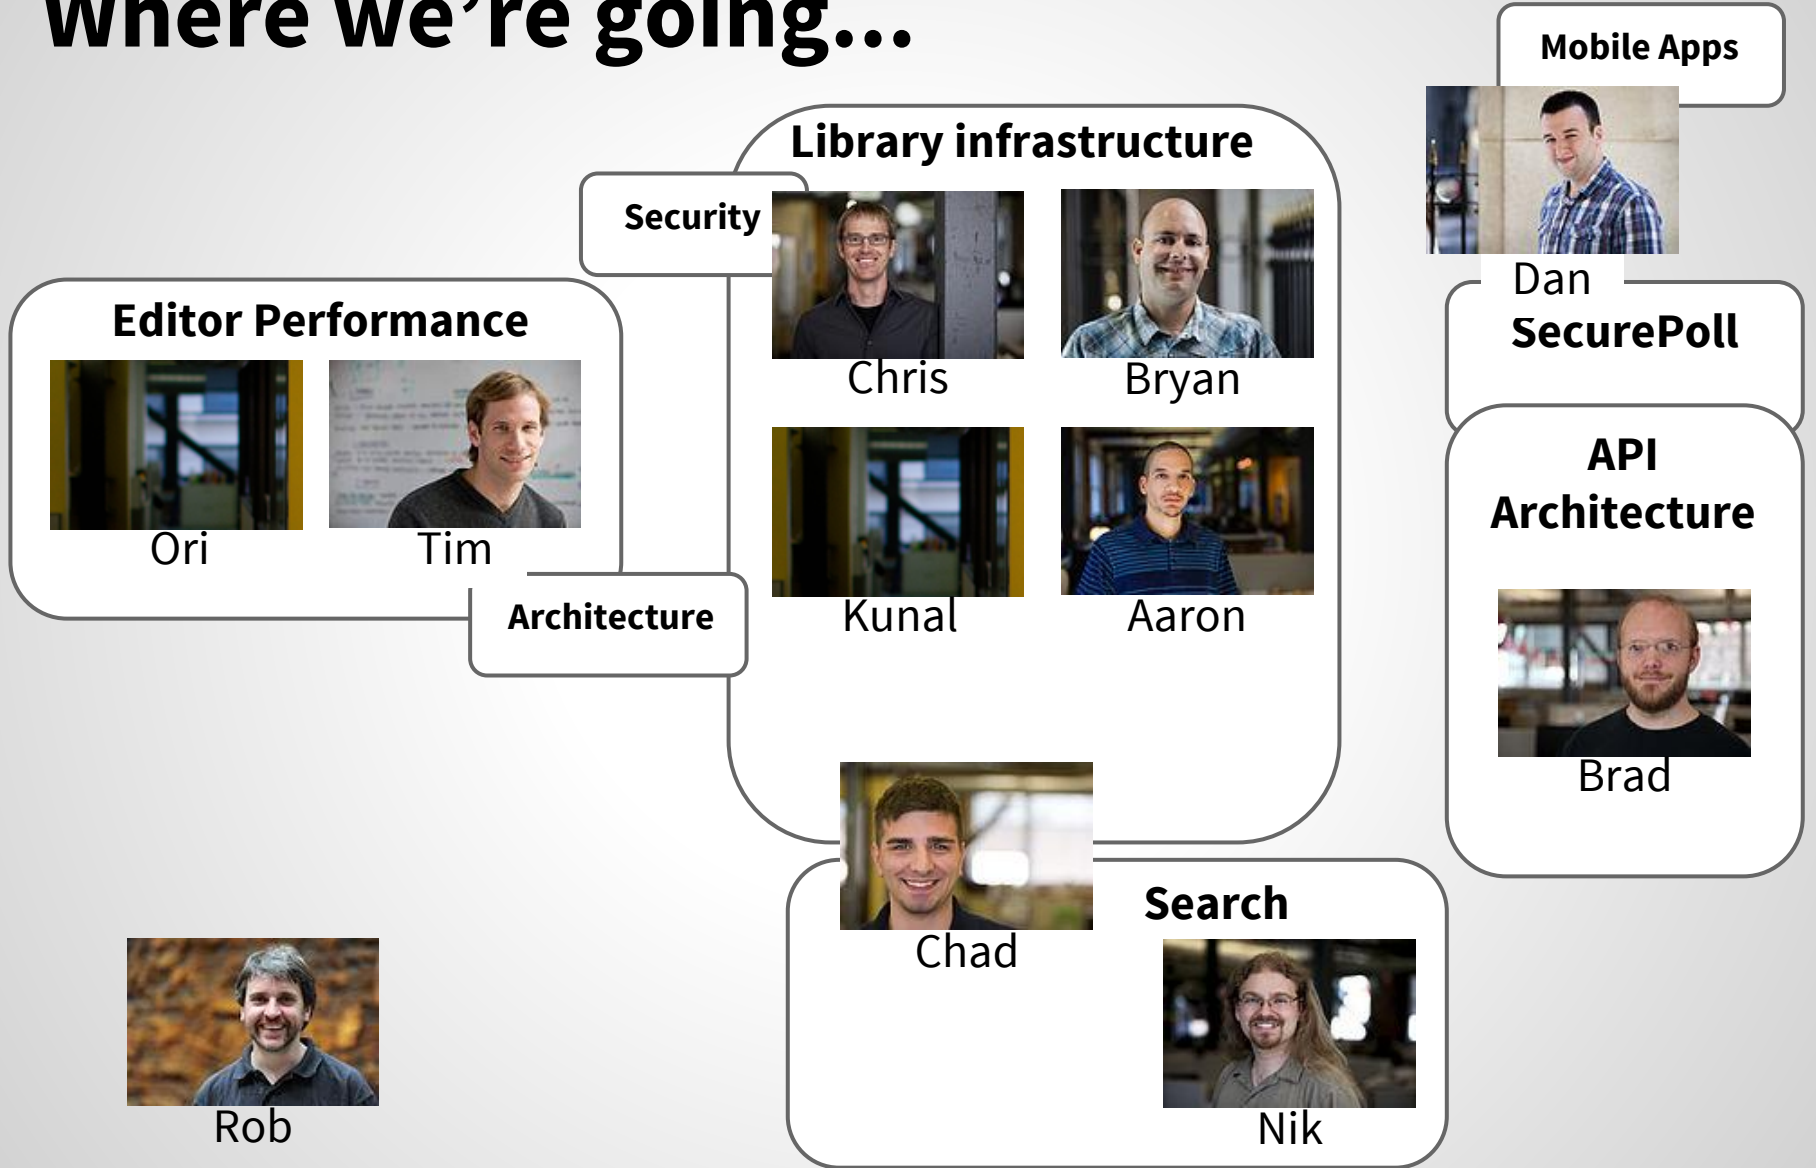 Where we're going...
Mobile Apps
Library infrastructure
Security
Dan
Editor Performance
SecurePoll
Chris
Bryan
API
Architecture
Ori
Tim
Architecture
Kunal
Aaron
Brad
Search
Chad
Rob
Nik